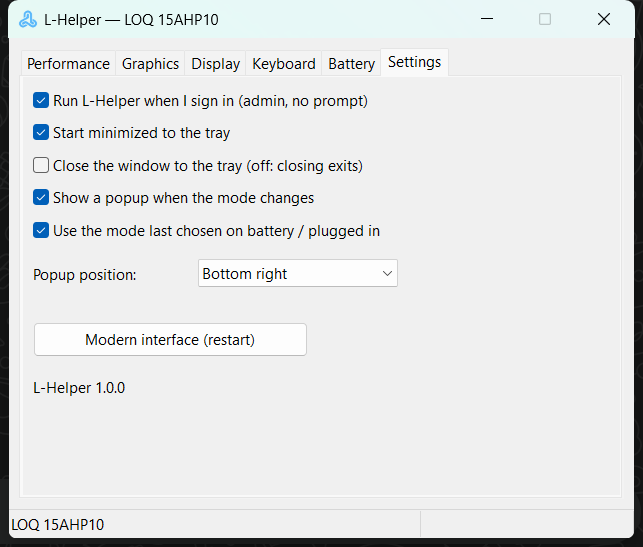 L-Helper — LOQ 15AHP10
Performance Graphics Display Keyboard Battery Settings
Run L-Helper when I sign in (admin, no prompt)
Start minimized to the tray
Close the window to the tray (off: closing exits)
Show a popup when the mode changes
Use the mode last chosen on battery / plugged in
Popup position: Bottom right
Modern interface (restart)
L-Helper 1.0.0
LOQ 15AHP10